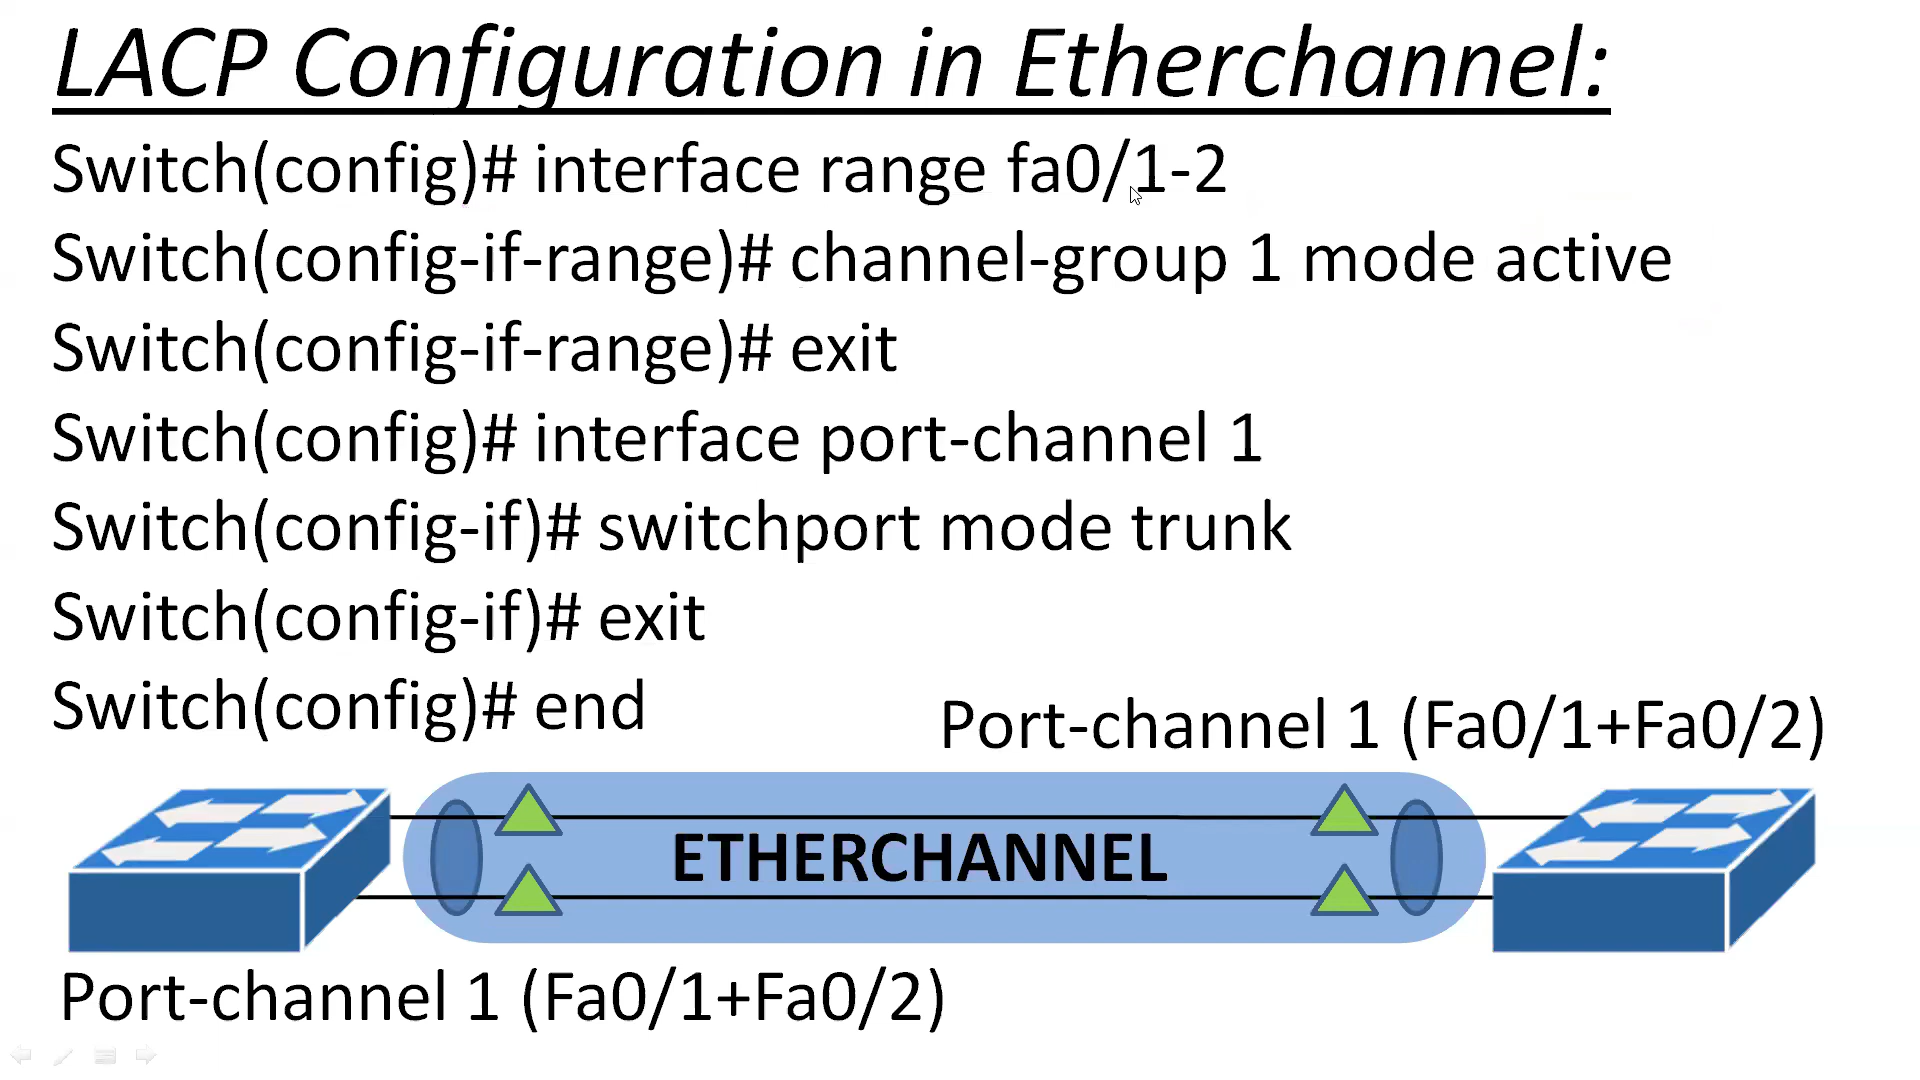 LACP Configuration in Etherchannel:
Switch(config)# interface range fa0/1-2
Switch(config-if-range)# channel-group 1 mode active
Switch(config-if-range)# exit
Switch(config)# interface port-channel 1
Switch(config-if)# switchport mode trunk
Switch(config-if)# exit
Switch(config)# end
Port-channel 1 (Fa0/1+Fa0/2)
ETHERCHANNEL
Port-channel 1 (Fa0/1+Fa0/2)